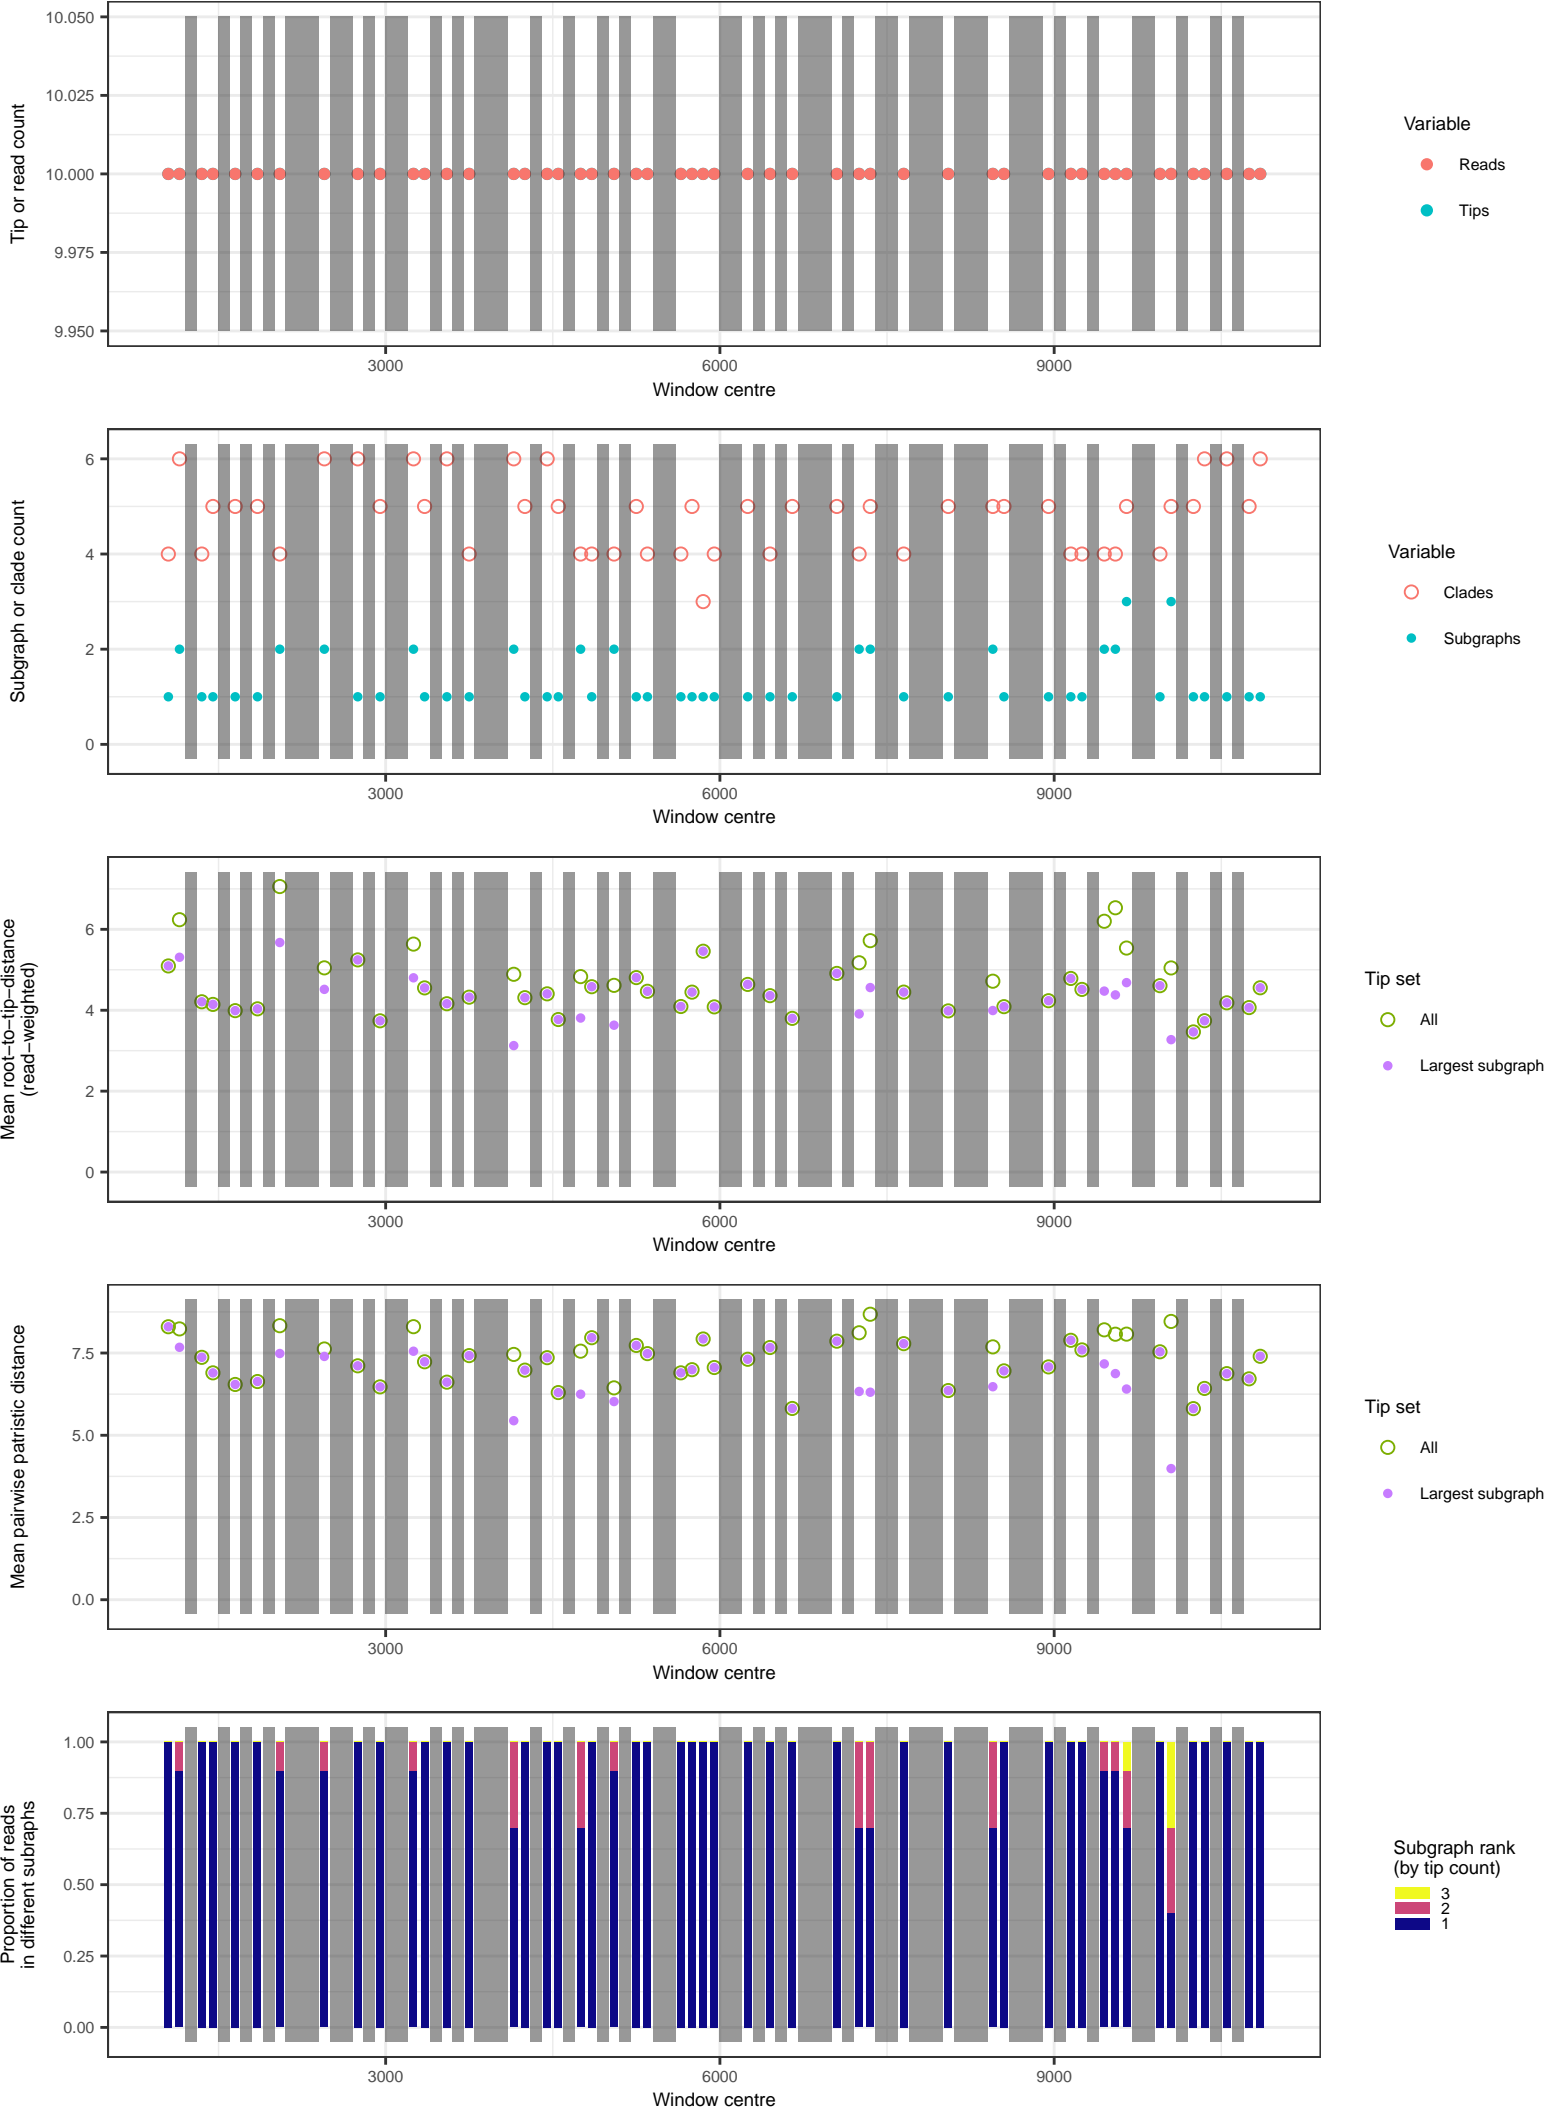 10.050
10.025
10.000
9.975
9.950
Tip or read count
3000
6000
9000
Window centre
Variable
Reads
Tips
6
4
2
0
Subgraph or clade count
3000
6000
9000
Window centre
Variable
Clades
Subgraphs
6
4
2
0
Mean root−to−tip−distance
(read−weighted)
3000
6000
9000
Window centre
Tip set
All
Largest subgraph
7.5
5.0
2.5
0.0
Mean pairwise patristic distance
3000
6000
9000
Window centre
Tip set
All
Largest subgraph
1.00
0.75
0.50
0.25
0.00
Proportion of reads
in different subraphs
3000
6000
9000
Window centre
Subgraph rank
(by tip count)
3
2
1